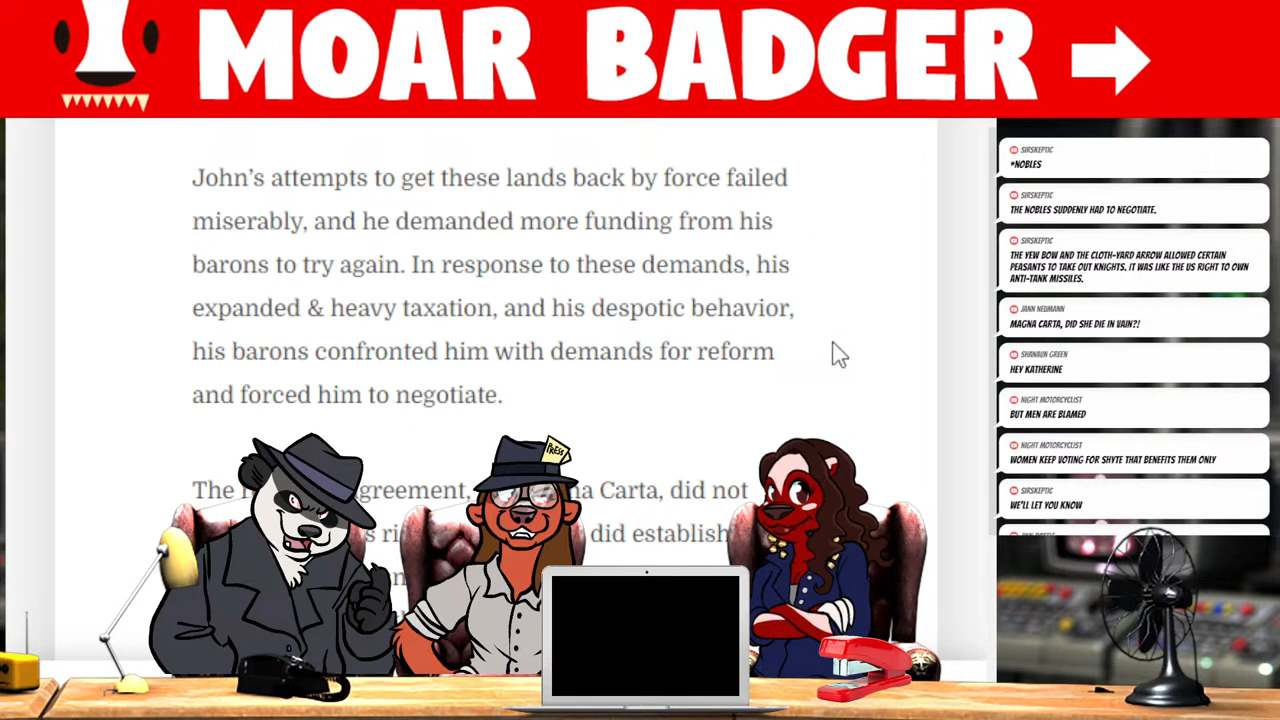 MOAR BADGER
John's attempts to get these lands back by force failed
miserably, and he demanded more funding from his
barons to try again. In response to these demands, his
expanded & heavy taxation, and his despotic behavior,
his barons confronted him with demands for reform
and forced him to negotiate.
The agreement, Carta, did not
did establish
PRESS
SIRSKEPTIC
*NOBLES
SIRSKEPTIC
THE NOBLES SUDDENLY HAD TO NEGOTIATE.
SIRSKEPTIC
THE YEW BOW AND THE CLOTH-YARD ARROW ALLOWED CERTAIN
PEASANTS TO TAKE OUT KNIGHTS. IT WAS LIKE THE US RIGHT TO OWN
ANTI-TANK MISSILES.
JANN NEUMANN
MAGNA CARTA, DID SHE DIE IN VAIN?!
SHANAUN GREEN
HEY KATHERINE
NIGHT MOTORCYCLIST
BUT MEN ARE BLAMED
NIGHT MOTORCYCLIST
WOMEN KEEP VOTING FOR SHYTE THAT BENEFITS THEM ONLY
SIRSKEPTIC
WE'LL LET YOU KNOW